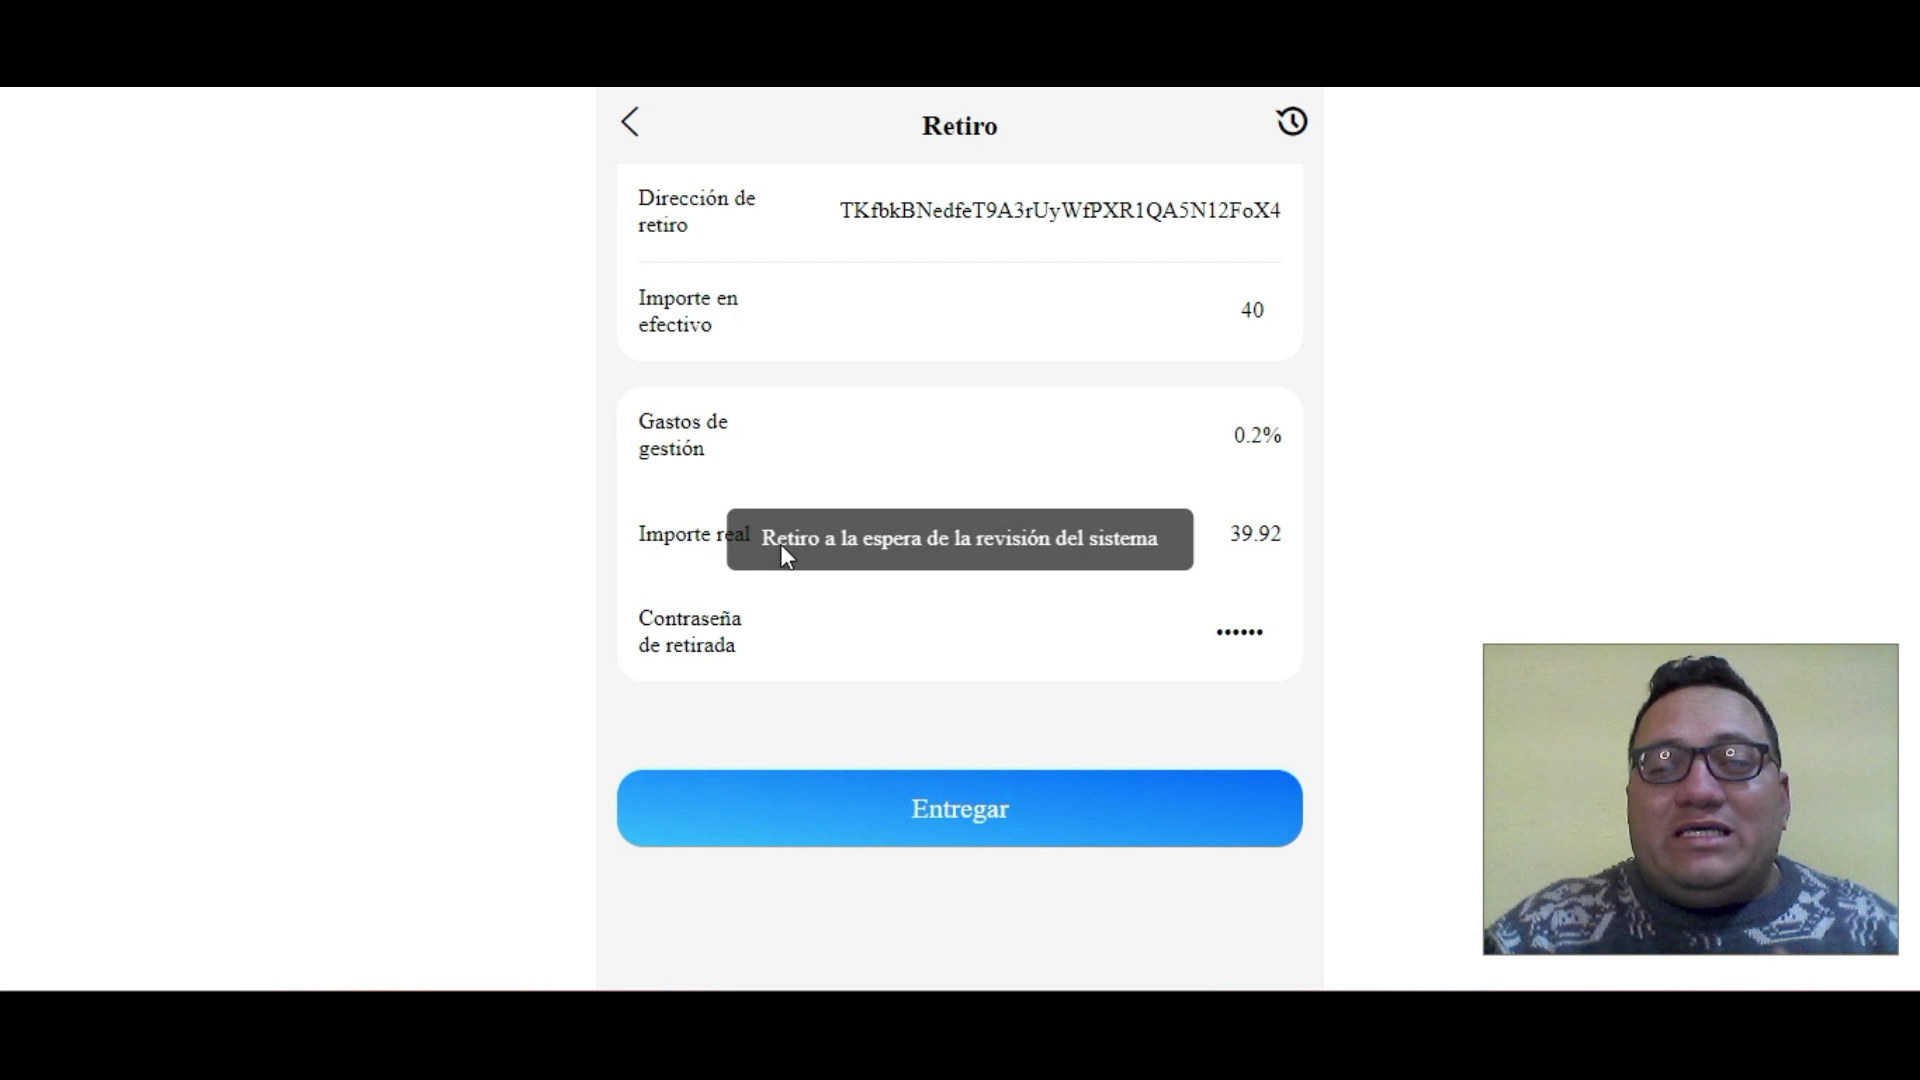 Retiro
Dirección de
retiro
TKfbkBNedfeT9A3rUyWfPXR1QA5N12FoX4
Importe en
efectivo
40
Gastos de
gestión
0.2%
Importe real
Retiro a la espera de la revisión del sistema
39.92
Contraseña
de retirada
••••••
Entregar